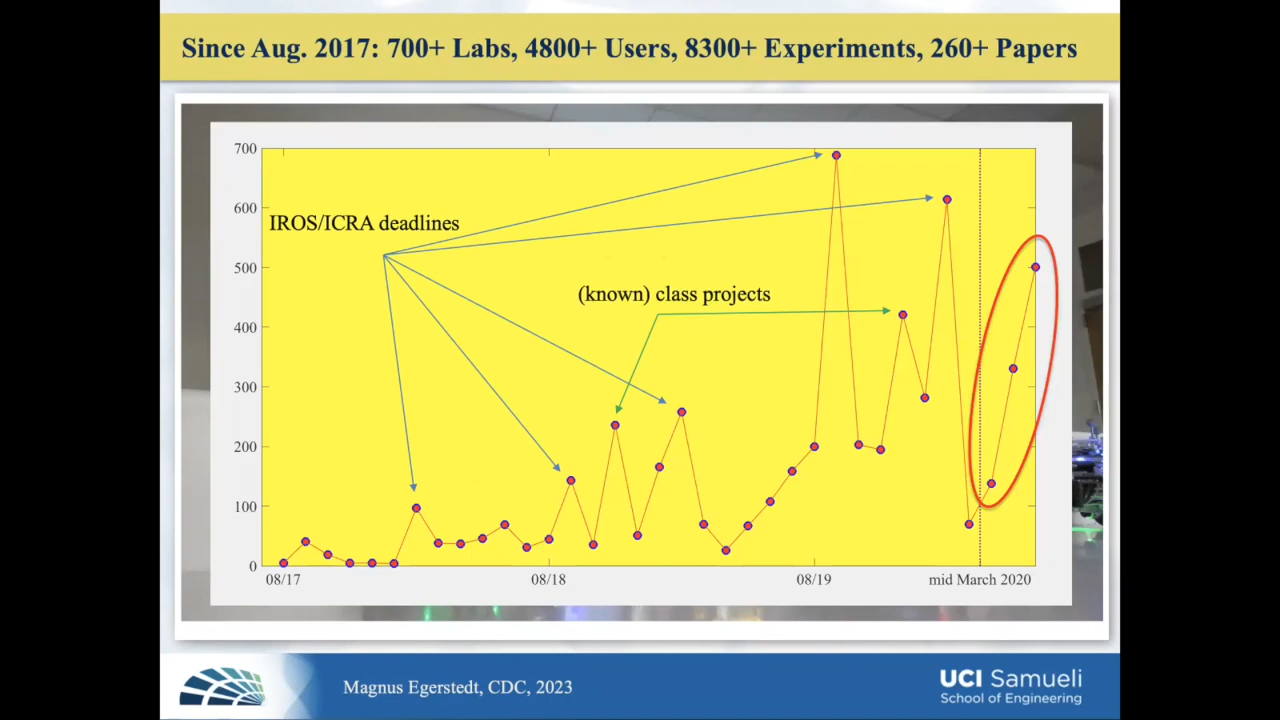 Since Aug. 2017: 700+ Labs, 4800+ Users, 8300+ Experiments, 260+ Papers
700
600
IROS/ICRA deadlines
500
(known) class projects
400
300
200
100
0
08/17
08/18
08/19
mid March 2020
Magnus Egerstedt, CDC, 2023
UCI Samueli
School of Engineering